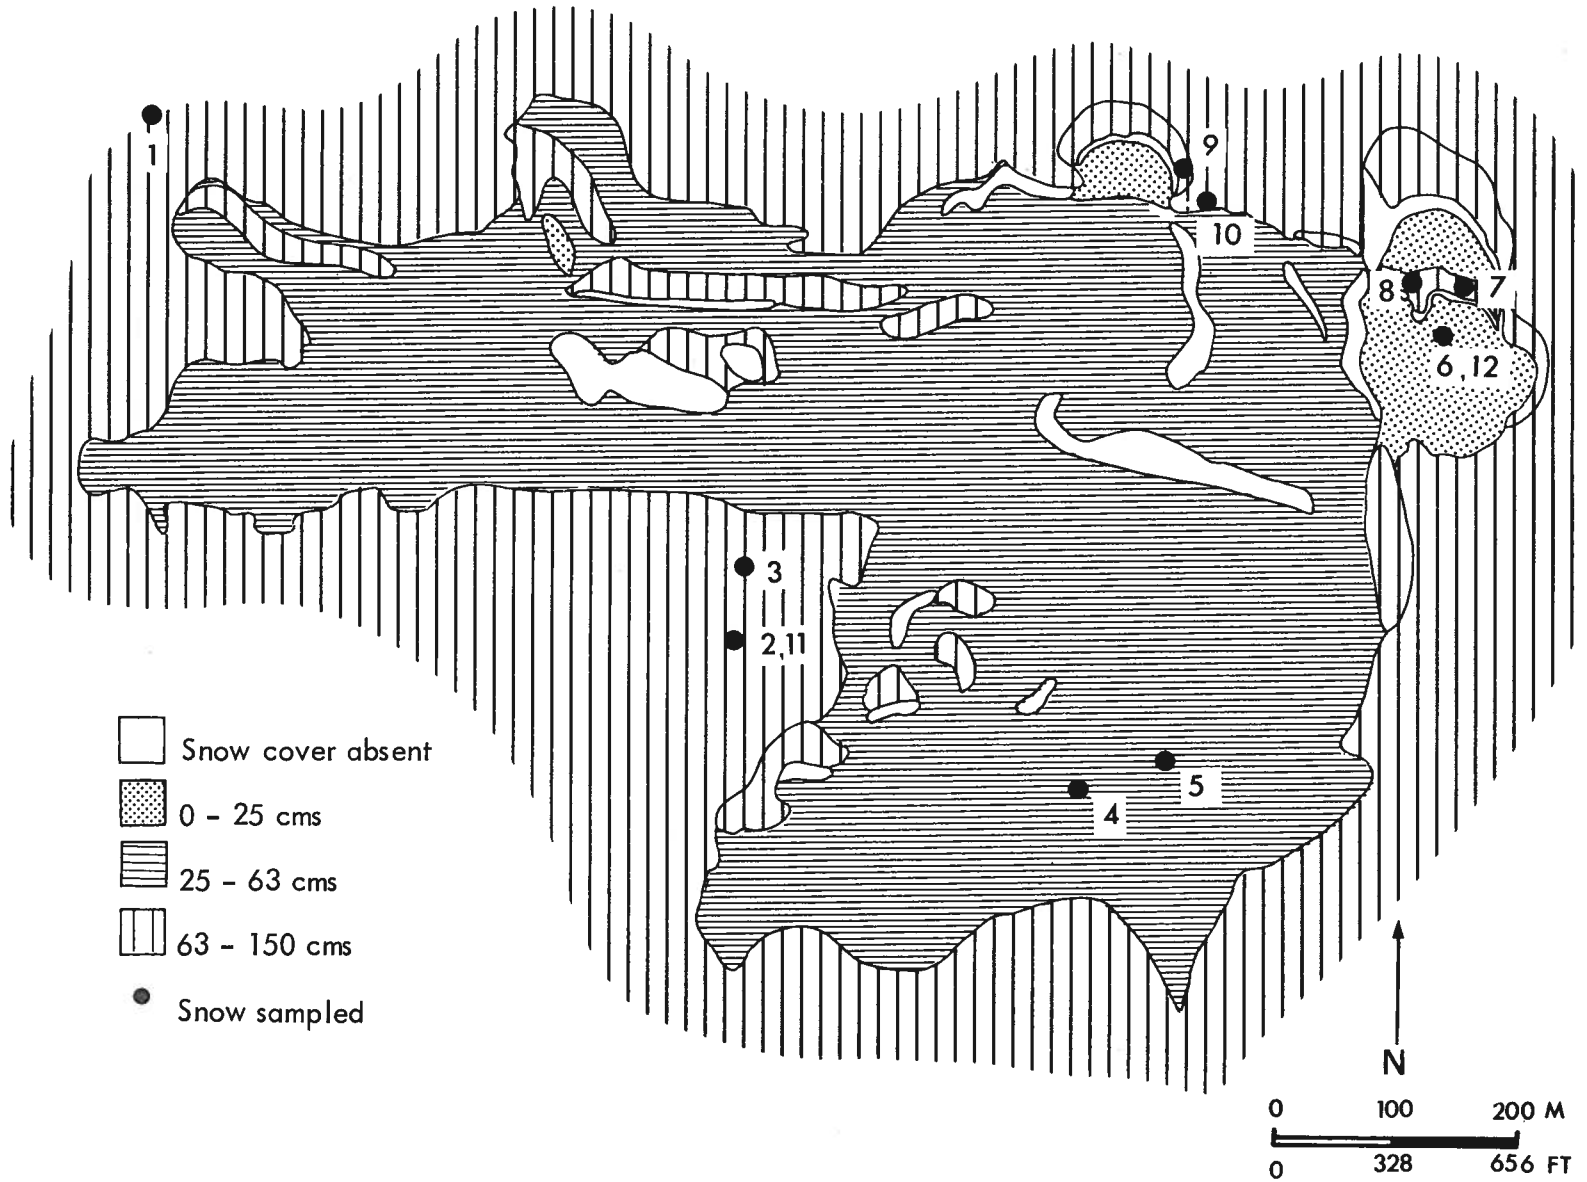 1
9
10
8
7
6,12
3
2,11
5
4
Snow cover absent
0 - 25 cms
25 - 63 cms
63 - 150 cms
Snow sampled
N
0 100 200 M
0 328 656 FT